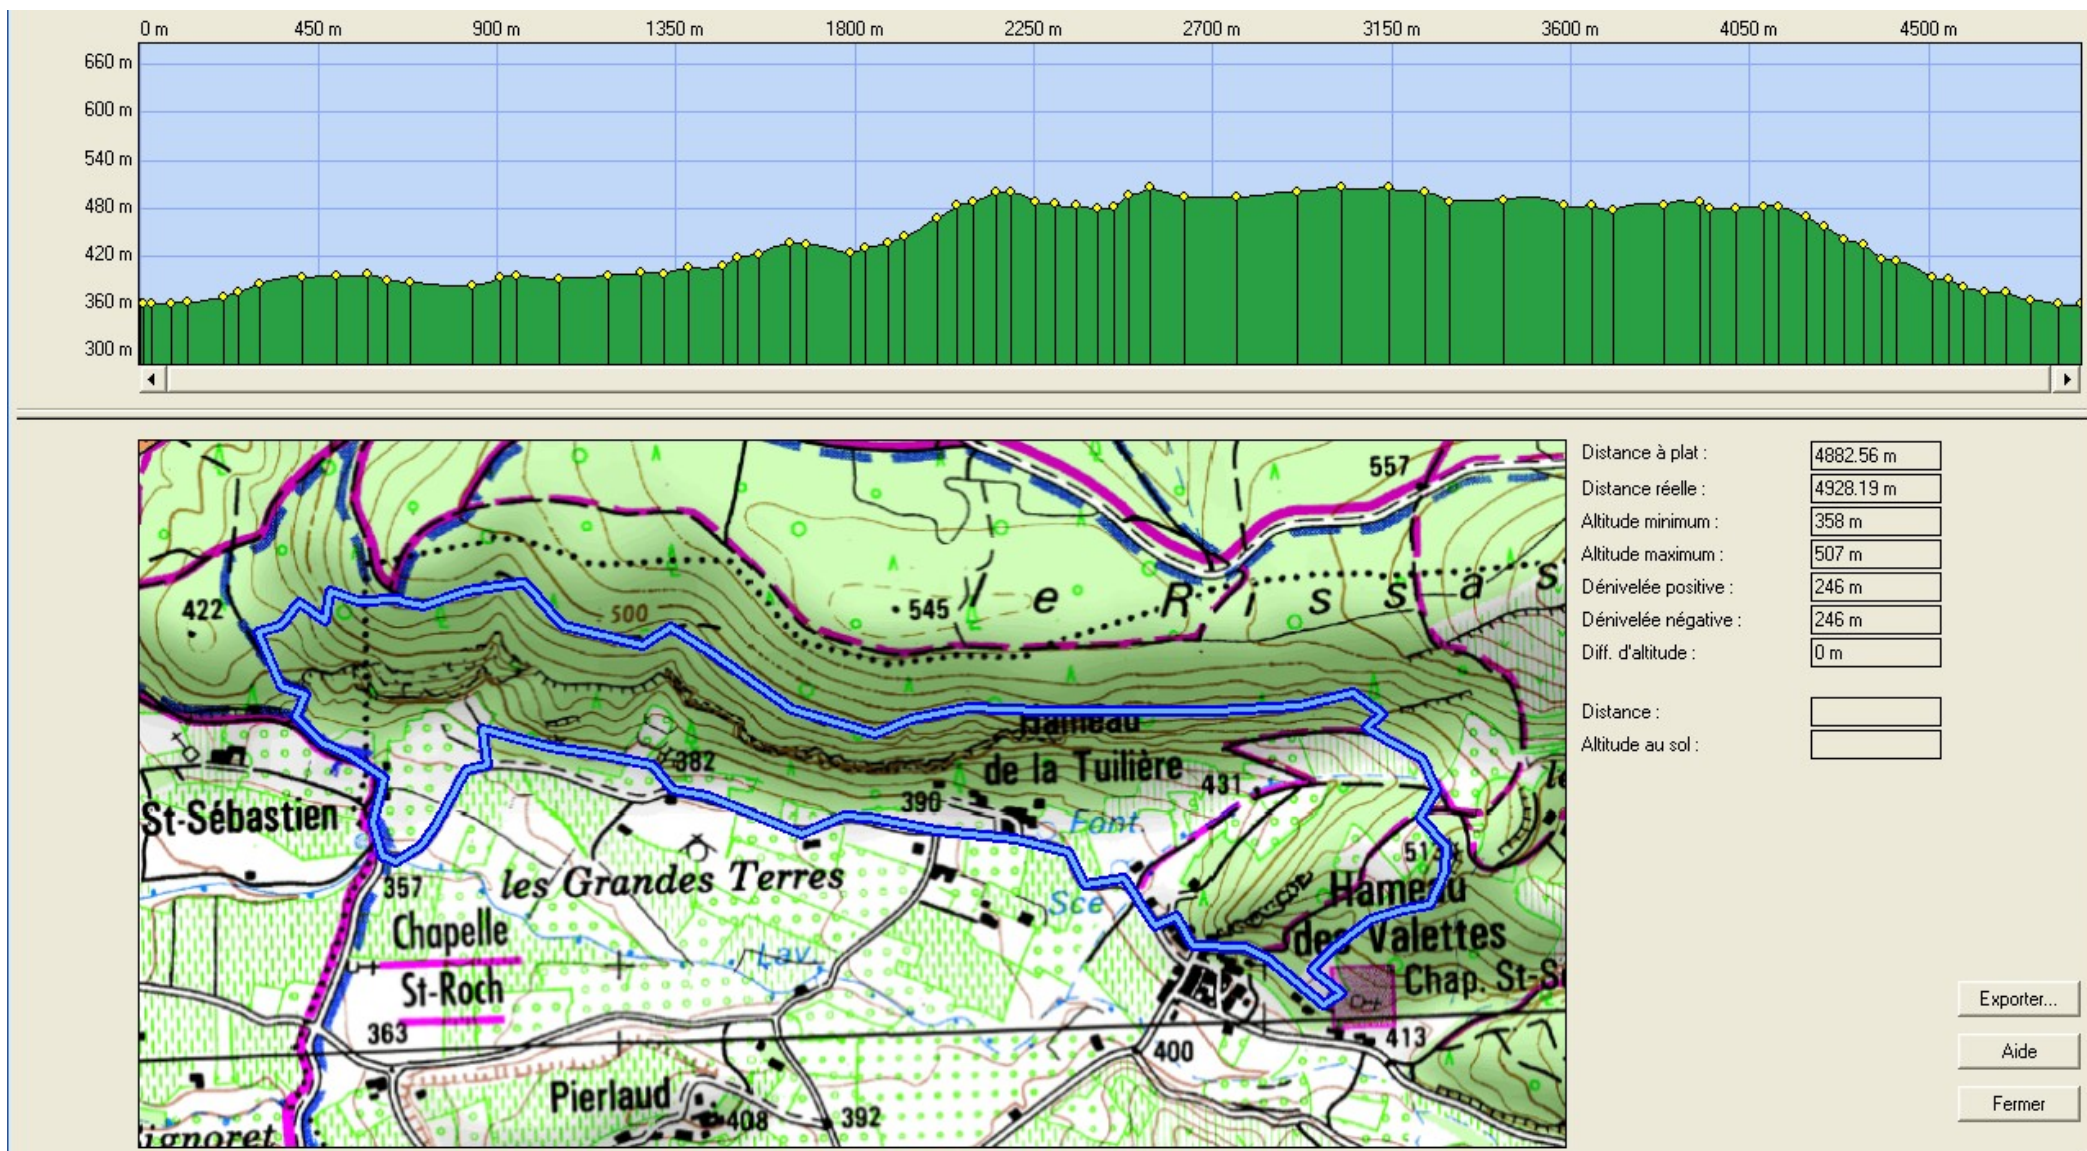 0 m 450 m 900 m 1350 m 1800 m 2250 m 2700 m 3150 m 3600 m 4050 m 4500 m
660 m
600 m
540 m
480 m
420 m
360 m
300 m
Distance à plat : 4882.56 m
Distance réelle : 4928.19 m
Altitude minimum : 358 m
Altitude maximum : 507 m
Dénivelée positive : 246 m
Dénivelée négative : 246 m
Diff. d'altitude : 0 m
Distance :
Altitude au sol :
Exporter...
Aide
Fermer
557
422
500
545
le Rissas
Hameau
de la Tuilière
382
431
390
St-Sébastien
Font
513
357
les Grandes Terres
Sce
Hameau
des Valettes
Chapelle
St-Roch
Lav.
Chap. St-Si
363
413
400
Pierlaud
408
392
ignoret